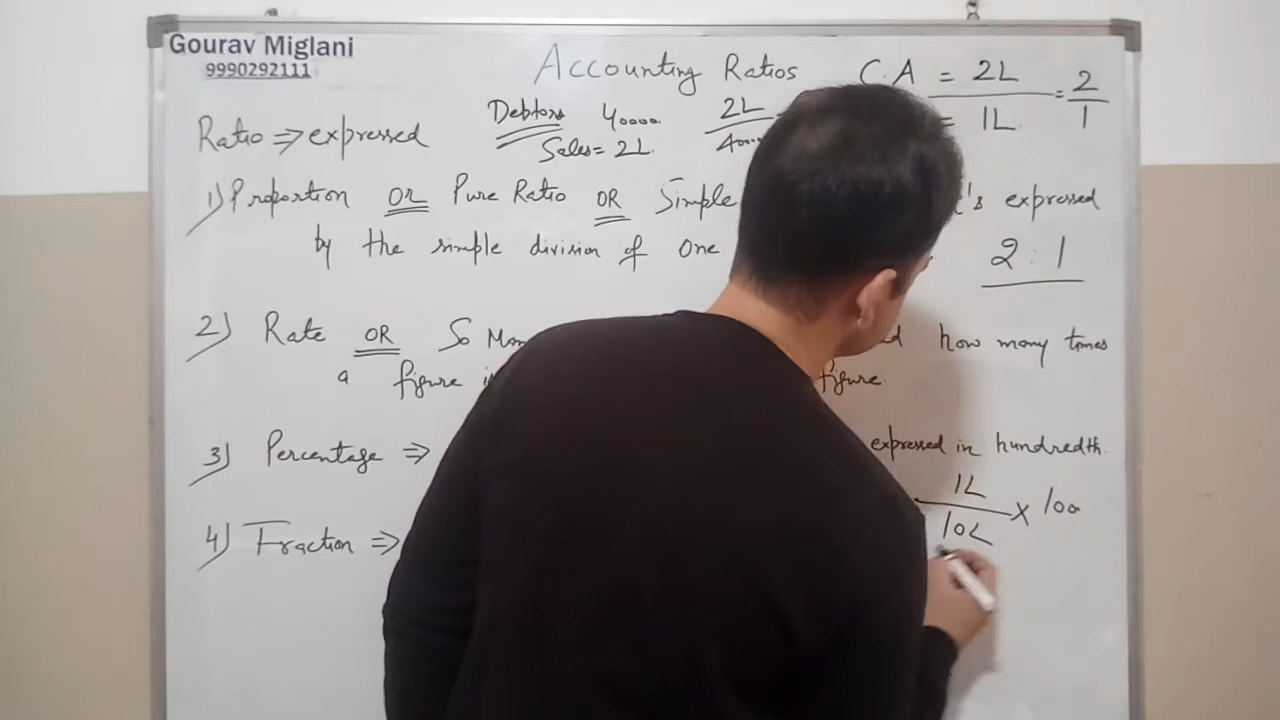 Gourav Miglani
9990292111
Accounting Ratios
C.A = 2L
= 1L
= 2/1
Ratio ⇒ expressed
Debtors 40000
Sales = 2L
2L
1) Proportion OR Pure Ratio OR Simple expressed
by the simple division of One
2 : 1
2) Rate OR So how many times
a figure figure.
3) Percentage ⇒ expressed in hundredth.
1L/10L × 100
4) Fraction ⇒